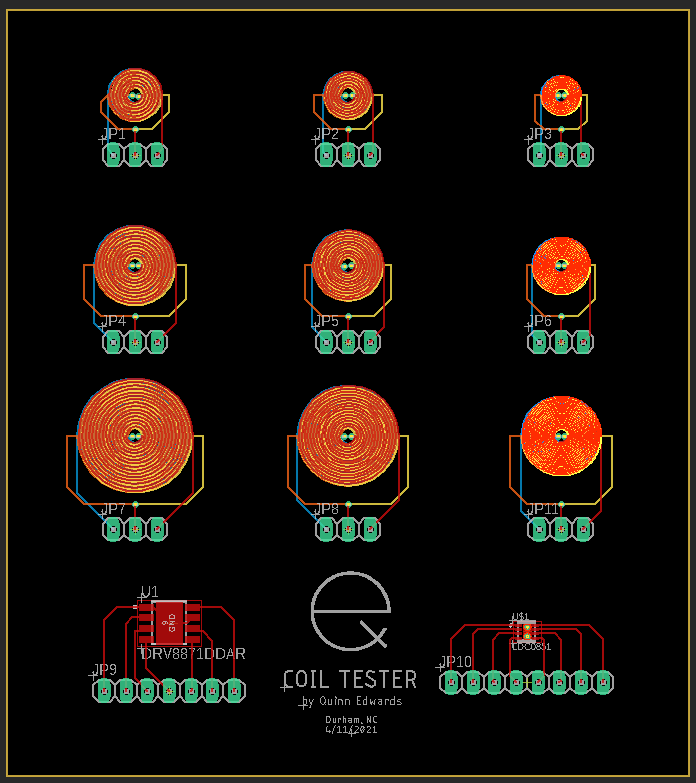 JP1
JP2
JP3
JP4
JP5
JP6
JP7
JP8
JP11
U1
9
GND
DRV8871DDAR
JP9
COIL TESTER
by Quinn Edwards
Durham, NC
4/11/2021
U$1
LDC0851
JP10